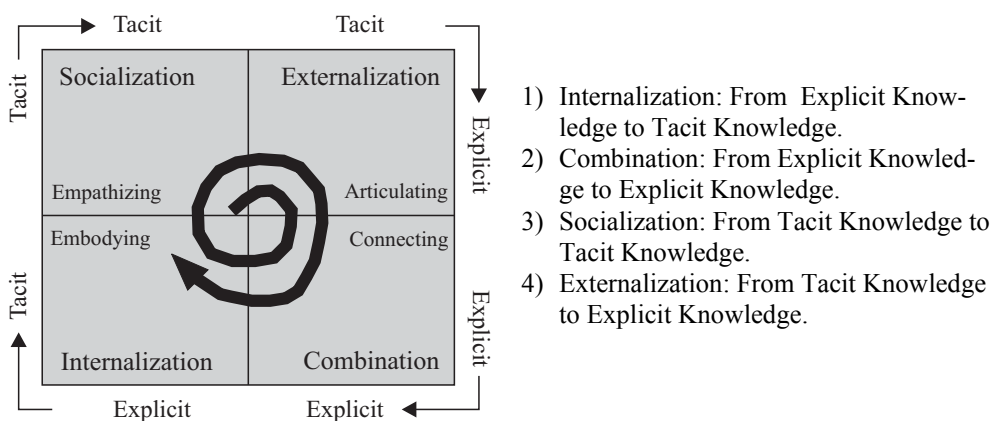 Tacit Tacit
Tacit
Socialization Externalization
Explicit
Empathizing Articulating
Embodying Connecting
Tacit
Explicit
Internalization Combination
Explicit Explicit
1) Internalization: From Explicit Know-
ledge to Tacit Knowledge.
2) Combination: From Explicit Knowled-
ge to Explicit Knowledge.
3) Socialization: From Tacit Knowledge to
Tacit Knowledge.
4) Externalization: From Tacit Knowledge
to Explicit Knowledge.